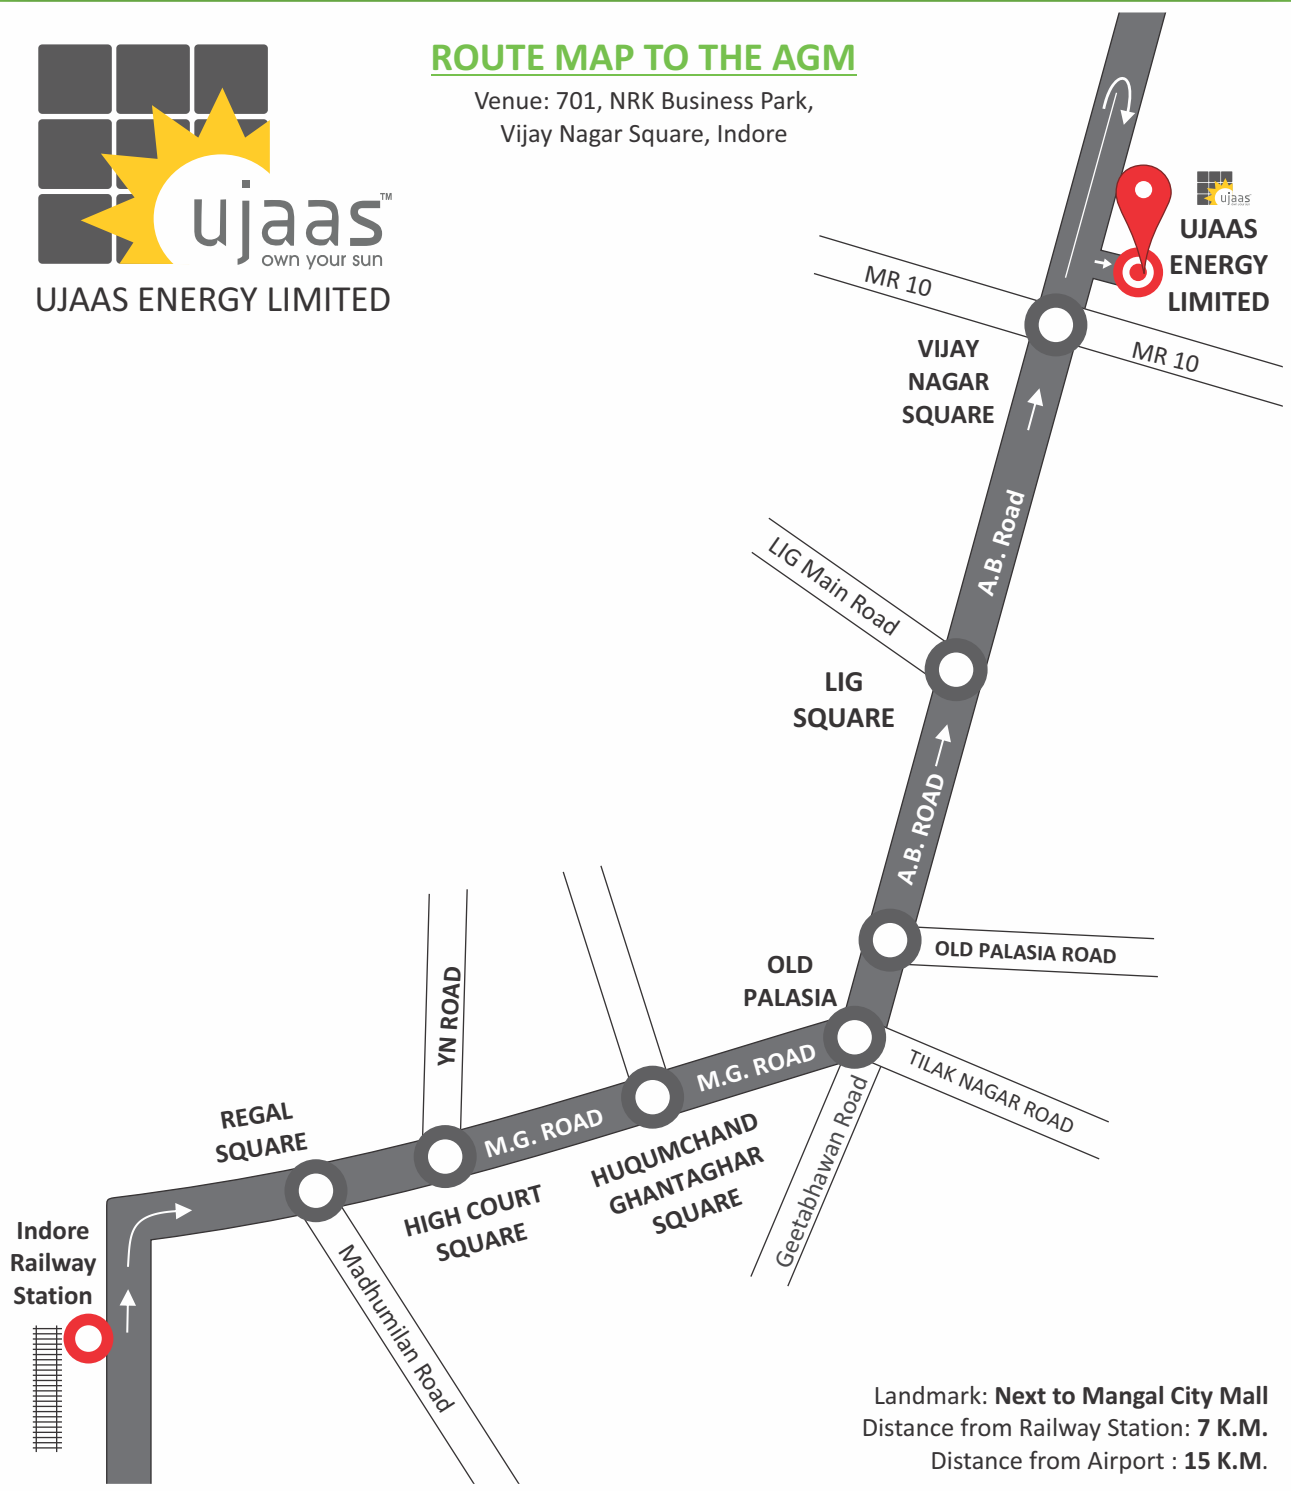 ROUTE MAP TO THE AGM
Venue: 701, NRK Business Park,
Vijay Nagar Square, Indore
ujaas™
own your sun
UJAAS ENERGY LIMITED
ujaas
UJAAS
ENERGY
LIMITED
MR 10
MR 10
VIJAY
NAGAR
SQUARE
A.B. Road
LIG Main Road
LIG
SQUARE
A.B. ROAD
OLD PALASIA ROAD
OLD
PALASIA
TILAK NAGAR ROAD
Geetabhawan Road
YN ROAD
M.G. ROAD
M.G. ROAD
HUQUMCHAND
GHANTAGHAR
SQUARE
REGAL
SQUARE
HIGH COURT
SQUARE
Madhumilan Road
Indore
Railway
Station
Landmark: Next to Mangal City Mall
Distance from Railway Station: 7 K.M.
Distance from Airport : 15 K.M.